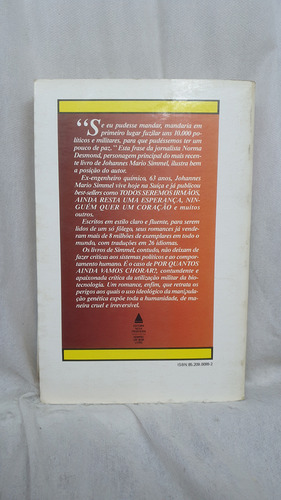 “Se eu pudesse mandar, mandaria em
primeiro lugar fuzilar uns 10.000 po-
líticos e militares, para que pudéssemos ter um
pouco de paz.” Esta frase da jornalista Norma
Desmond, personagem principal do mais recen-
te livro de Johannes Mario Simmel, ilustra bem
a posição do autor.
Ex-engenheiro químico, 63 anos, Johannes
Mario Simmel vive hoje na Suíça e já publicou
best-sellers como TODOS SEREMOS IRMÃOS,
AINDA RESTA UMA ESPERANÇA, NIN-
GUÉM QUER UM CORAÇÃO e muitos
outros.
Escritos em estilo claro e fluente, para serem
lidos de um só fôlego, seus romances já vende-
ram mais de 8 milhões de exemplares em todo o
mundo, com traduções em 26 idiomas.
Os livros de Simmel, contudo, não deixam de
fazer críticas aos sistemas políticos e ao compor-
tamento humano. É o caso de POR QUANTOS
AINDA VAMOS CHORAR?, contundente e
apaixonada crítica da utilização militar da bio-
tecnologia. Um romance, enfim, que retrata os
perigos aos quais o uso ideológico da manipula-
ção genética expõe toda a humanidade, de ma-
neira cruel e irreversível.